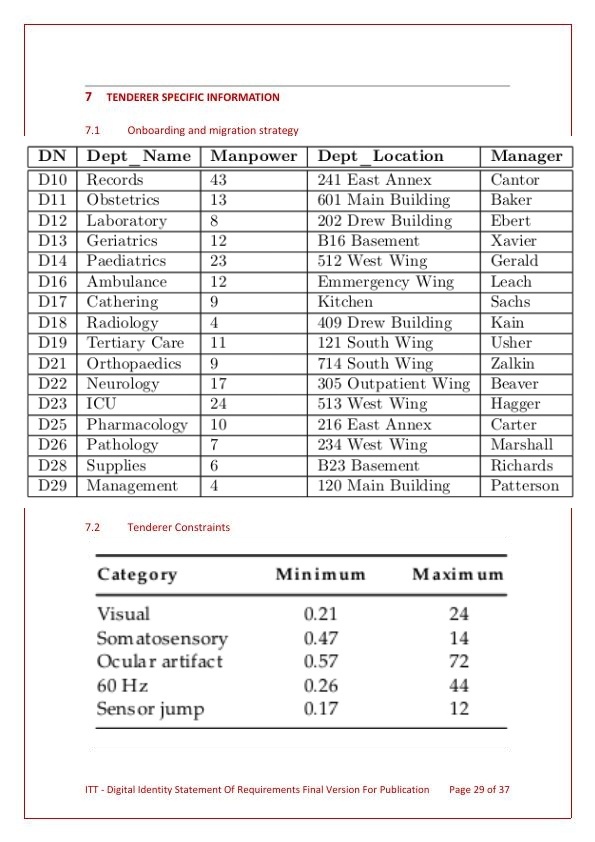 7 TENDERER SPECIFIC INFORMATION
7.1 Onboarding and migration strategy
DN Dept_Name Manpower Dept_Location Manager
D10 Records 43 241 East Annex Cantor
D11 Obstetrics 13 601 Main Building Baker
D12 Laboratory 8 202 Drew Building Ebert
D13 Geriatrics 12 B16 Basement Xavier
D14 Paediatrics 23 512 West Wing Gerald
D16 Ambulance 12 Emmergency Wing Leach
D17 Cathering 9 Kitchen Sachs
D18 Radiology 4 409 Drew Building Kain
D19 Tertiary Care 11 121 South Wing Usher
D21 Orthopaedics 9 714 South Wing Zalkin
D22 Neurology 17 305 Outpatient Wing Beaver
D23 ICU 24 513 West Wing Hagger
D25 Pharmacology 10 216 East Annex Carter
D26 Pathology 7 234 West Wing Marshall
D28 Supplies 6 B23 Basement Richards
D29 Management 4 120 Main Building Patterson
7.2 Tenderer Constraints
Category Minimum Maximum
Visual 0.21 24
Somatosensory 0.47 14
Ocular artifact 0.57 72
60 Hz 0.26 44
Sensor jump 0.17 12
ITT - Digital Identity Statement Of Requirements Final Version For Publication Page 29 of 37